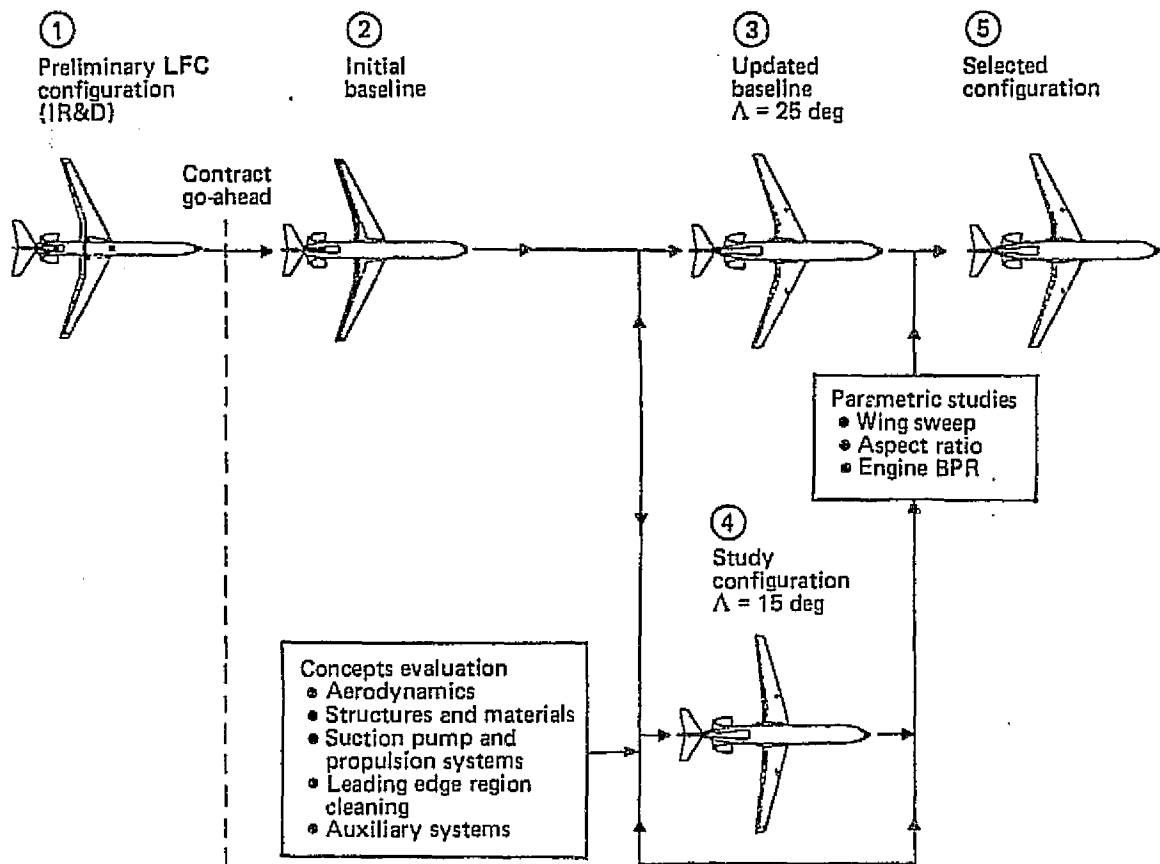 1
Preliminary LFC
configuration
(IR&D)
Contract
go-ahead
2
Initial
baseline
3
Updated
baseline
Λ = 25 deg
5
Selected
configuration
Parametric studies
• Wing sweep
• Aspect ratio
• Engine BPR
4
Study
configuration
Λ = 15 deg
Concepts evaluation
• Aerodynamics
• Structures and materials
• Suction pump and
propulsion systems
• Leading edge region
cleaning
• Auxiliary systems